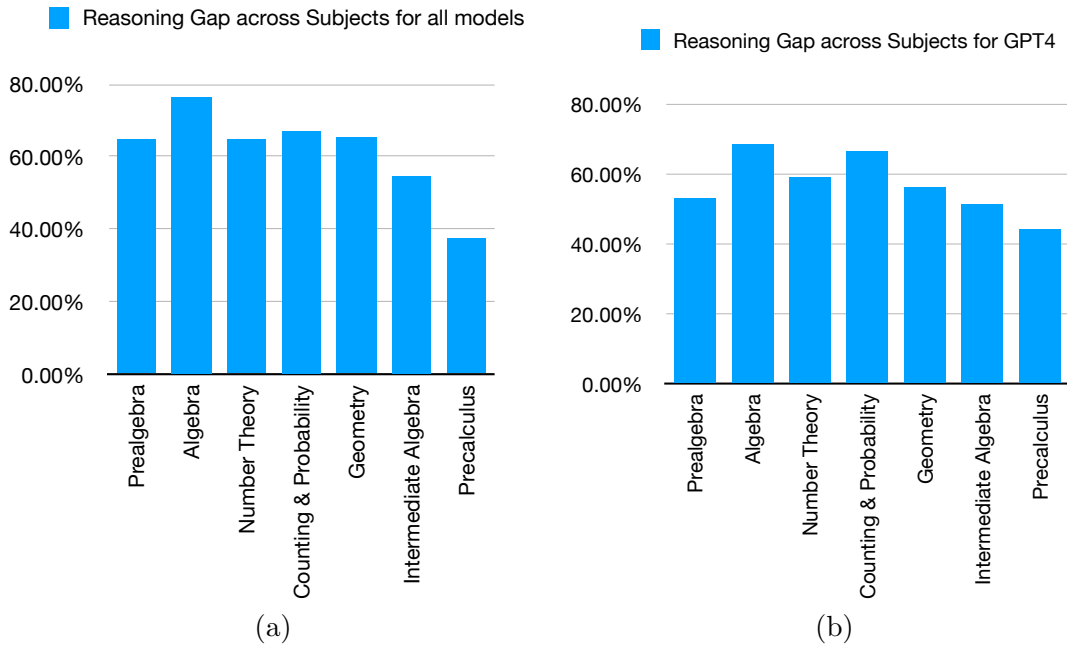 Reasoning Gap across Subjects for all models
80.00%
60.00%
40.00%
20.00%
0.00%
Prealgebra
Algebra
Number Theory
Counting & Probability
Geometry
Intermediate Algebra
Precalculus
(a)
Reasoning Gap across Subjects for GPT4
80.00%
60.00%
40.00%
20.00%
0.00%
Prealgebra
Algebra
Number Theory
Counting & Probability
Geometry
Intermediate Algebra
Precalculus
(b)